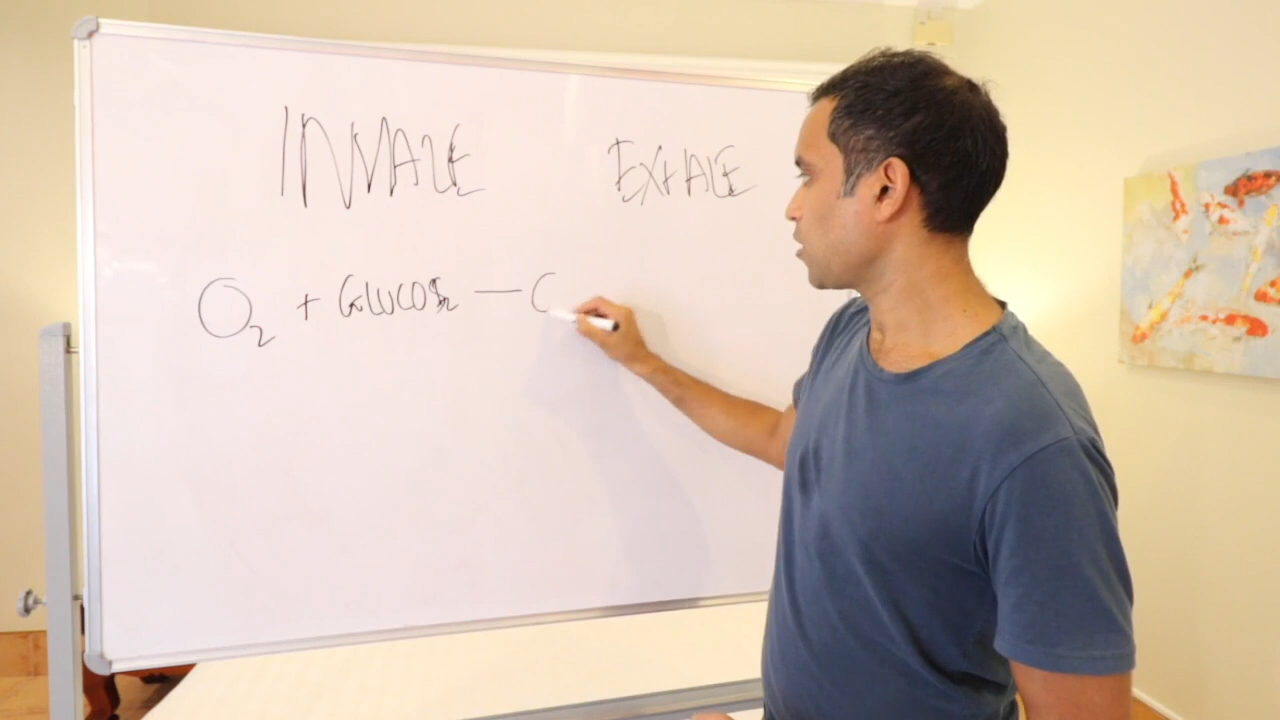 INHALE EXHALE
O₂ + GLUCOSE — C